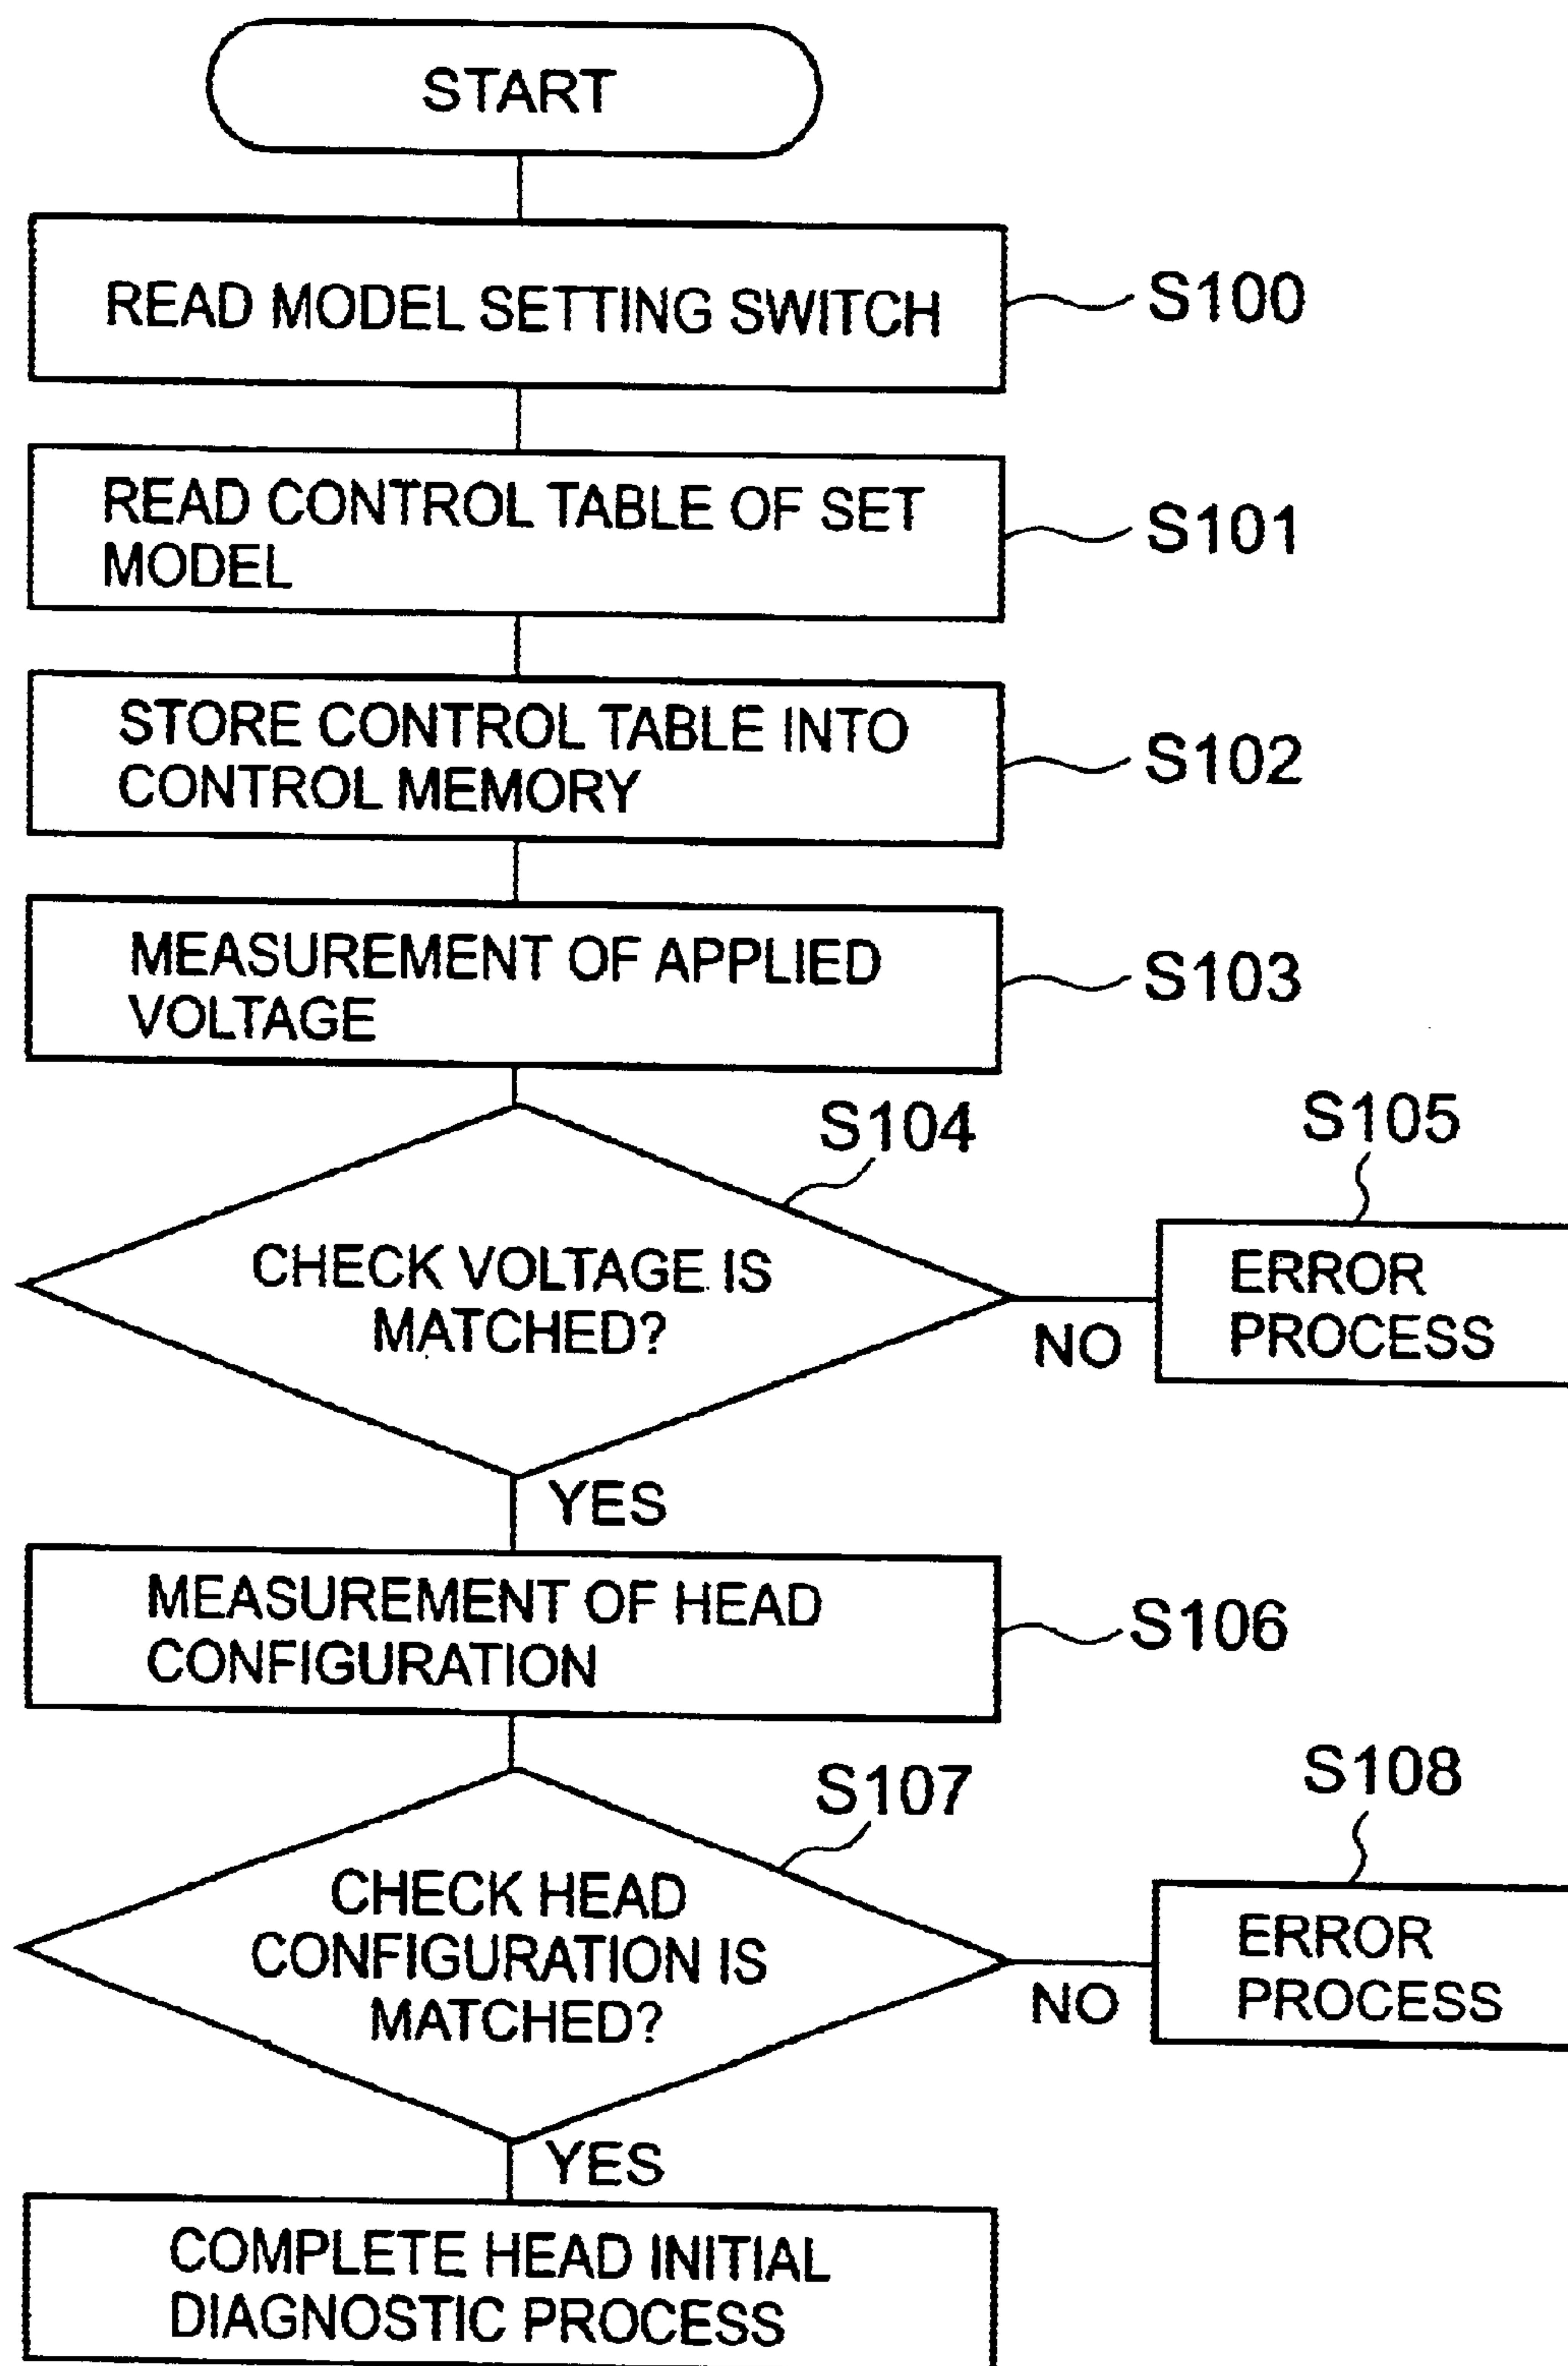 START
READ MODEL SETTING SWITCH
S100
READ CONTROL TABLE OF SET
MODEL
S101
STORE CONTROL TABLE INTO
CONTROL MEMORY
S102
MEASUREMENT OF APPLIED
VOLTAGE
S103
S104
CHECK VOLTAGE IS
MATCHED?
NO
S105
ERROR
PROCESS
YES
MEASUREMENT OF HEAD
CONFIGURATION
S106
S107
CHECK HEAD
CONFIGURATION IS
MATCHED?
NO
S108
ERROR
PROCESS
YES
COMPLETE HEAD INITIAL
DIAGNOSTIC PROCESS